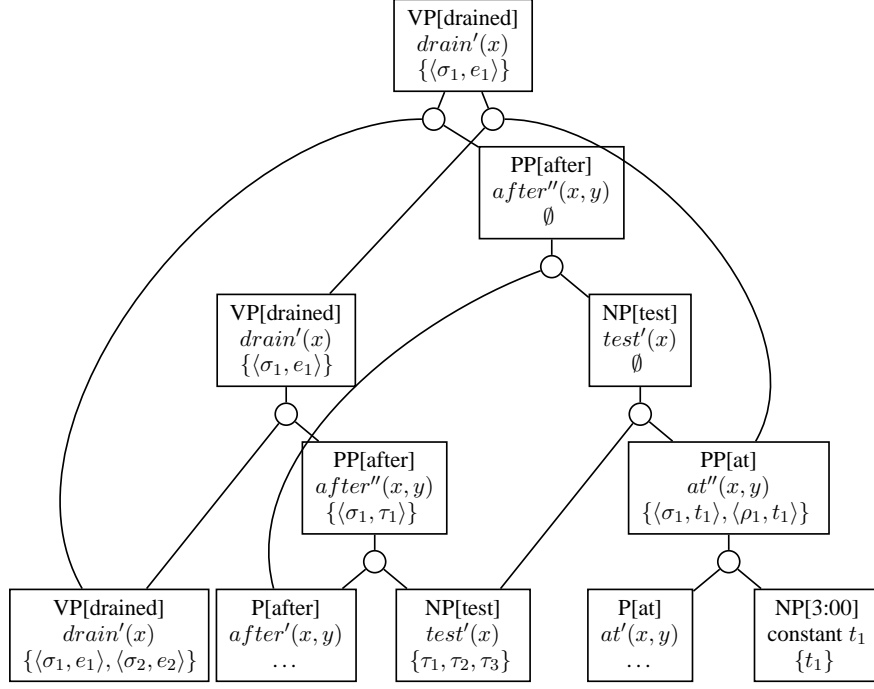 VP[drained]
drain′(x)
{⟨σ₁, e₁⟩}
PP[after]
after″(x, y)
∅
VP[drained]
drain′(x)
{⟨σ₁, e₁⟩}
NP[test]
test′(x)
∅
PP[after]
after″(x, y)
{⟨σ₁, τ₁⟩}
PP[at]
at″(x, y)
{⟨σ₁, t₁⟩, ⟨ρ₁, t₁⟩}
VP[drained]
drain′(x)
{⟨σ₁, e₁⟩, ⟨σ₂, e₂⟩}
P[after]
after′(x, y)
...
NP[test]
test′(x)
{τ₁, τ₂, τ₃}
P[at]
at′(x, y)
...
NP[3:00]
constant t₁
{t₁}